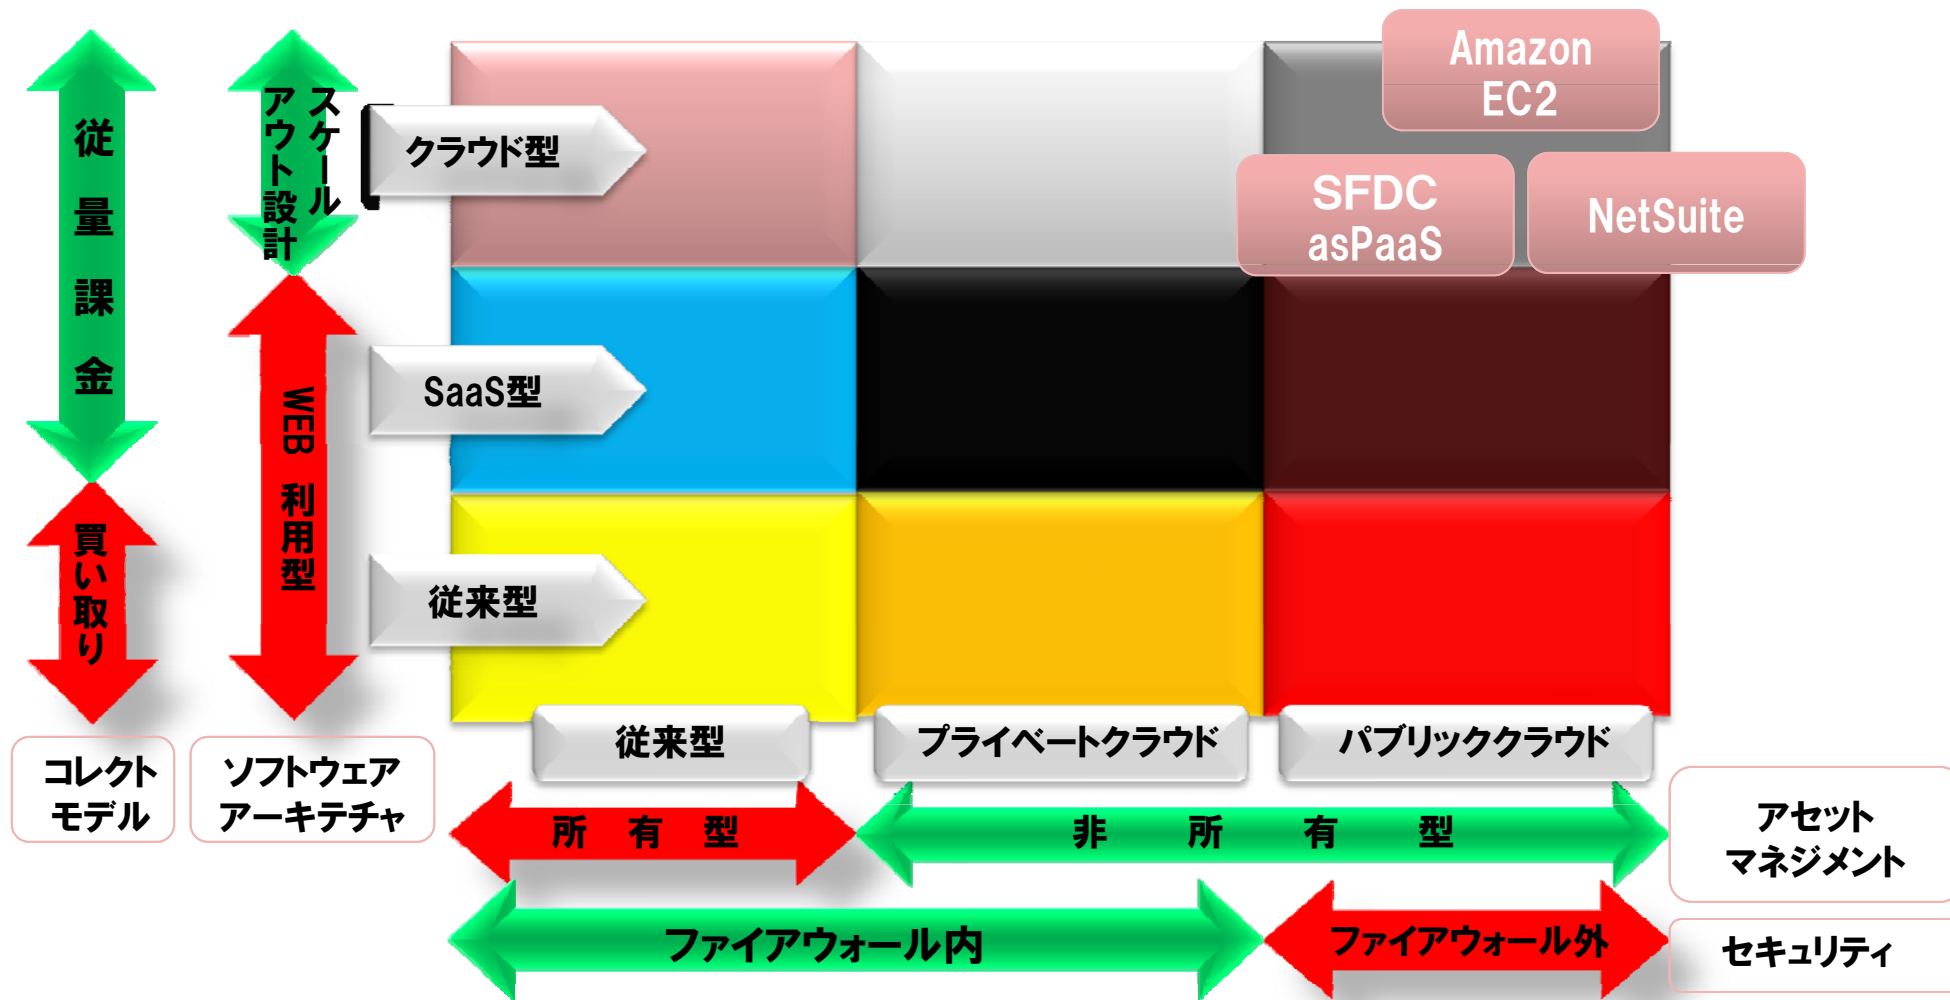 Amazon
EC2
SFDC
asPaaS
NetSuite
従量課金
スケール
アウト設計
クラウド型
SaaS型
WEB 利用型
従来型
買い取り
従来型
プライベートクラウド
パブリッククラウド
コレクト
モデル
ソフトウェア
アーキテチャ
所有型
非所有型
アセット
マネジメント
ファイアウォール内
ファイアウォール外
セキュリティ